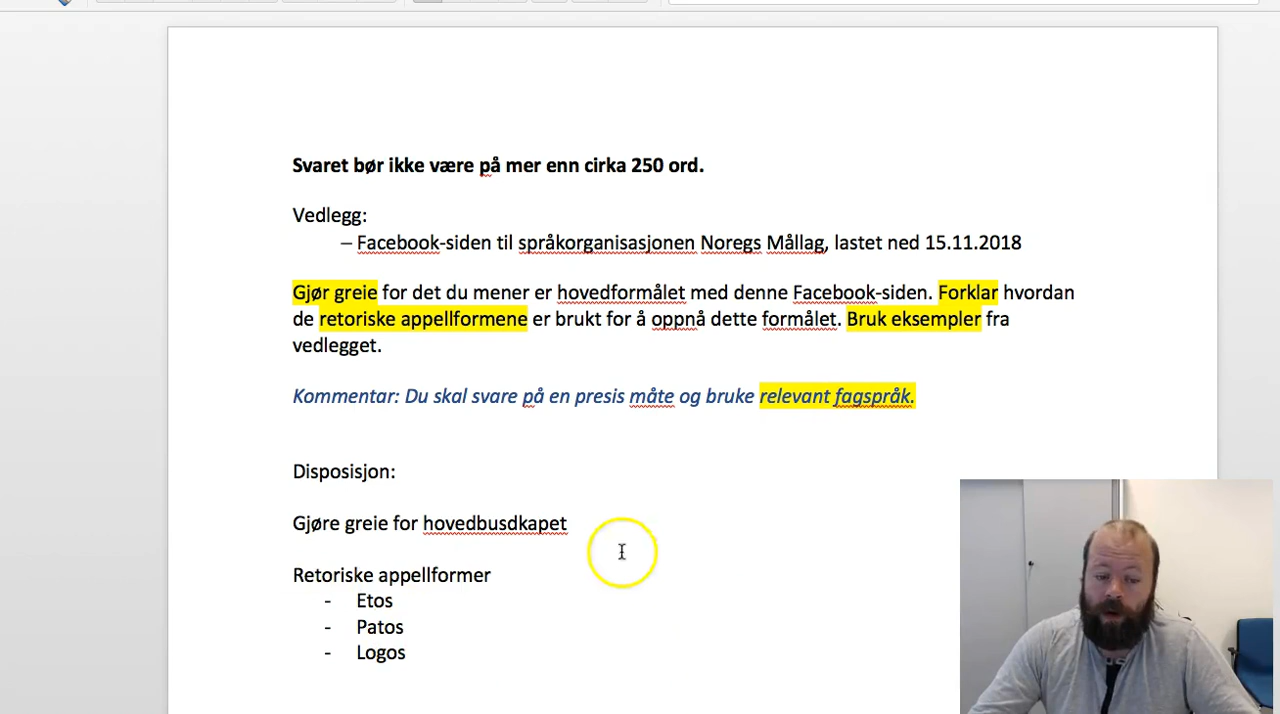 Svaret bør ikke være på mer enn cirka 250 ord.
Vedlegg:
– Facebook-siden til språkorganisasjonen Noregs Mållag, lastet ned 15.11.2018
Gjør greie for det du mener er hovedformålet med denne Facebook-siden. Forklar hvordan
de retoriske appellformene er brukt for å oppnå dette formålet. Bruk eksempler fra
vedlegget.
Kommentar: Du skal svare på en presis måte og bruke relevant fagspråk.
Disposisjon:
Gjøre greie for hovedbusdkapet
Retoriske appellformer
- Etos
- Patos
- Logos